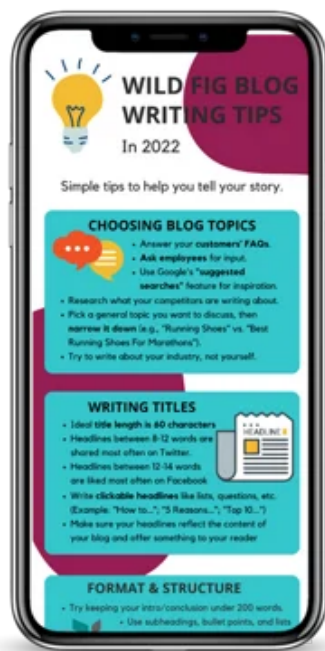 WILD FIG BLOG
WRITING TIPS
In 2022
Simple tips to help you tell your story.
CHOOSING BLOG TOPICS
• Answer your customers' FAQs.
• Ask employees for input.
• Use Google's "suggested
searches" feature for inspiration.
• Research what your competitors are writing about.
• Pick a general topic you want to discuss, then
narrow it down (e.g., "Running Shoes" vs. "Best
Running Shoes For Marathons").
• Try to write about your industry, not yourself.
WRITING TITLES
• Ideal title length is 60 characters
• Headlines between 8-12 words are
shared most often on Twitter.
• Headlines between 12-14 words
are liked most often on Facebook
• Write clickable headlines like lists, questions, etc.
(Example: "How to..."; "5 Reasons..."; "Top 10...")
• Make sure your headlines reflect the content of
your blog and offer something to your reader
HEADLINE
FORMAT & STRUCTURE
• Try keeping your intro/conclusion under 200 words.
• Use subheadings, bullet points, and lists